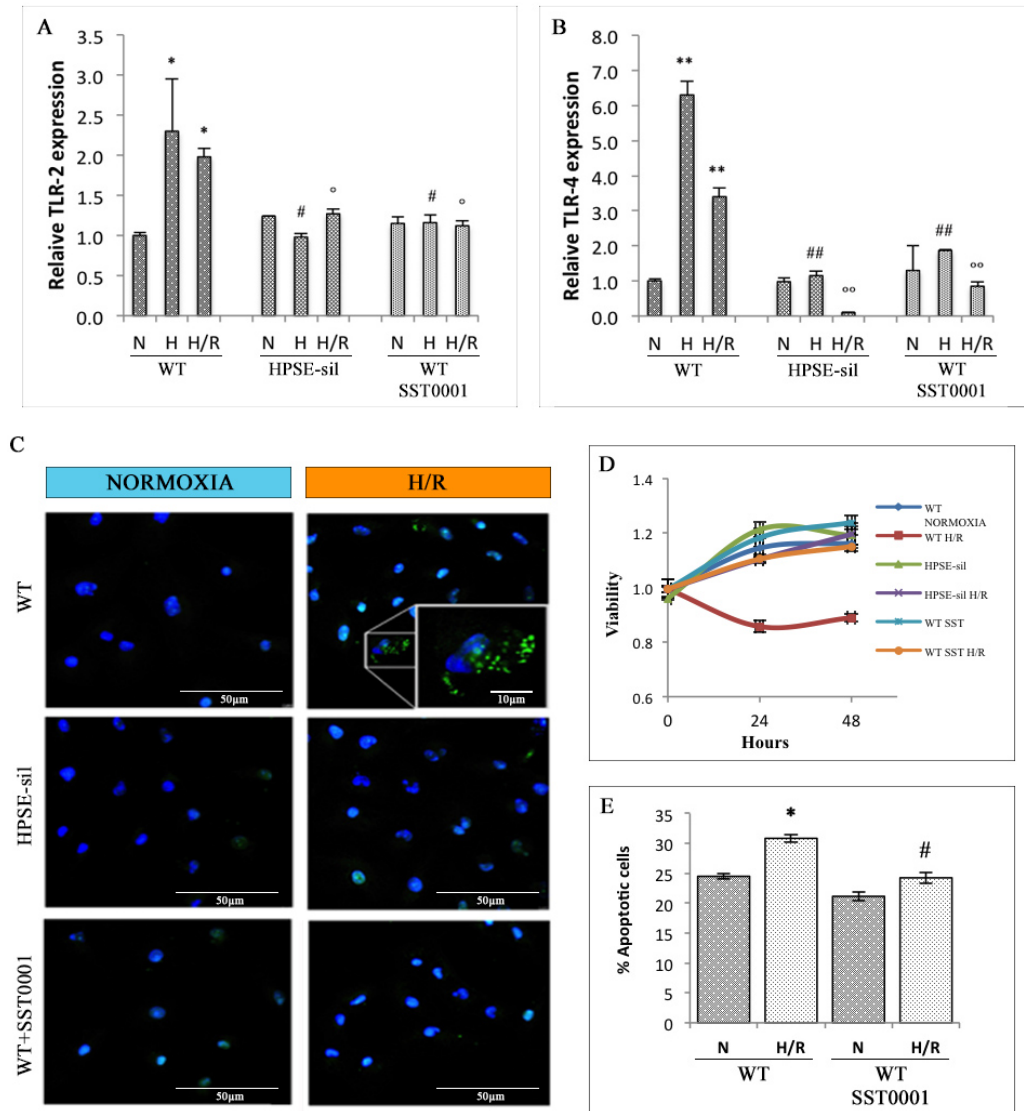 A
Relaive TLR-2 expression
3.5
3.0
2.5
2.0
1.5
1.0
0.5
0.0
*
*
#
°
#
°
N H H/R N H H/R N H H/R
WT HPSE-sil WT
SST0001
B
Relaive TLR-4 expression
8.0
7.0
6.0
5.0
4.0
3.0
2.0
1.0
0.0
**
**
##
°°
##
°°
N H H/R N H H/R N H H/R
WT HPSE-sil WT
SST0001
C
NORMOXIA H/R
WT
50µm
10µm
HPSE-sil
50µm 50µm
WT+SST0001
50µm 50µm
D
Viability
1.4
1.2
1.0
0.8
0.6
0 24 48
Hours
WT
NORMOXIA
WT H/R
HPSE-sil
HPSE-sil H/R
WT SST
WT SST H/R
E
% Apoptotic cells
35
30
25
20
15
10
5
0
*
#
N H/R N H/R
WT WT
SST0001